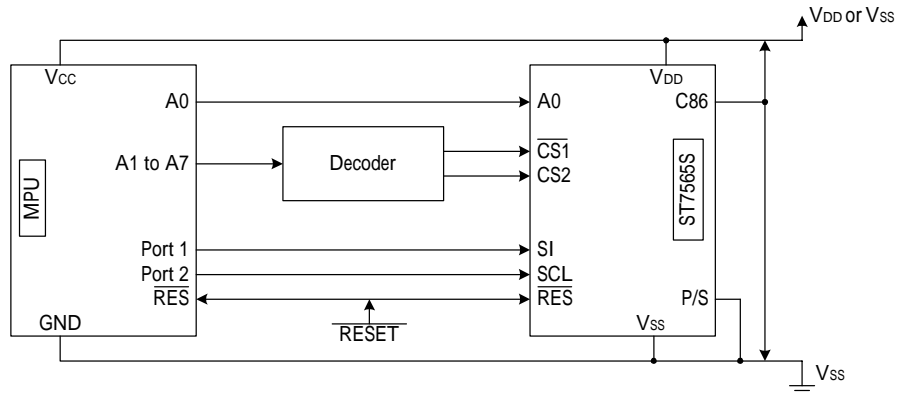 VDD or VSS
VCC
VDD
A0
A0
C86
CS1
A1 to A7
Decoder
CS2
MPU
ST7565S
Port 1
SI
Port 2
SCL
RES
RES
P/S
GND
RESET
VSS
VSS